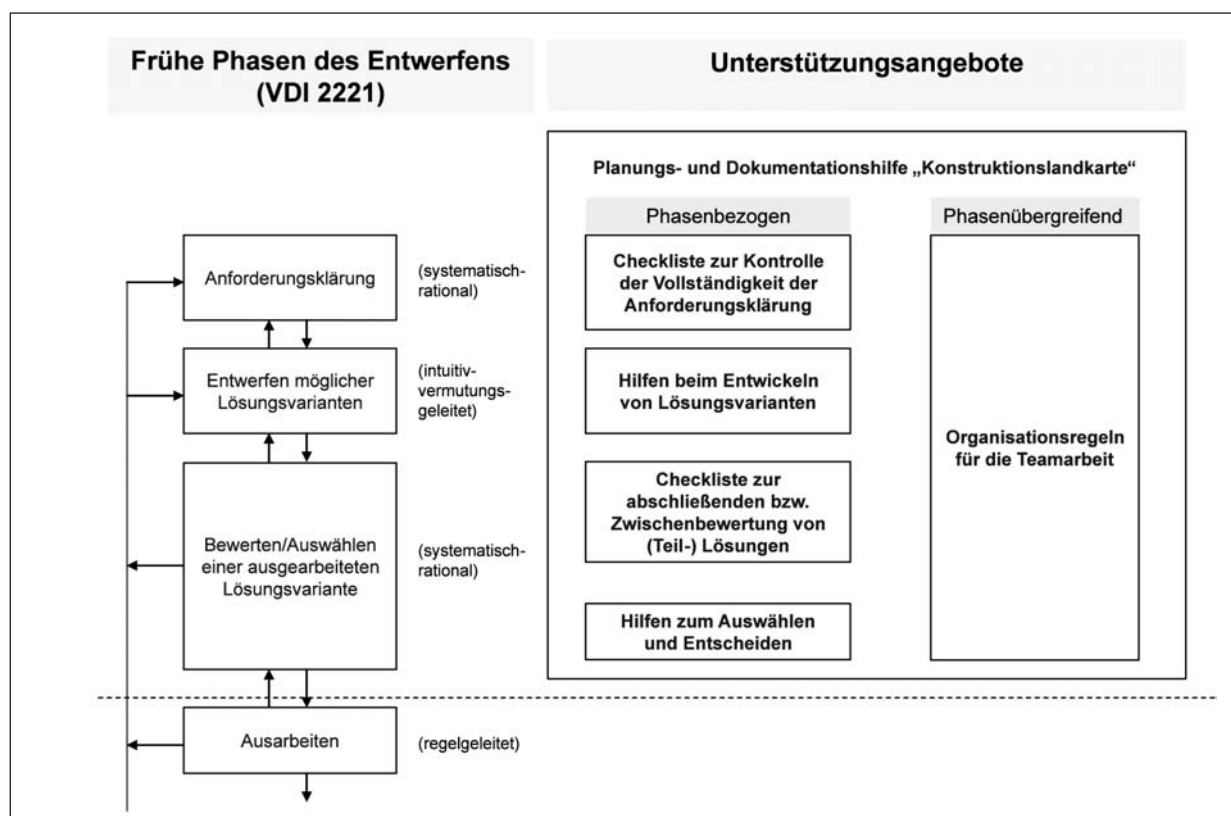 Frühe Phasen des Entwerfens
(VDI 2221)
Unterstützungsangebote
Planungs- und Dokumentationshilfe „Konstruktionslandkarte“
Phasenbezogen
Phasenübergreifend
Anforderungsklärung
(systematisch-
rational)
Checkliste zur Kontrolle
der Vollständigkeit der
Anforderungsklärung
Entwerfen möglicher
Lösungsvarianten
(intuitiv-
vermutungs-
geleitet)
Hilfen beim Entwickeln
von Lösungsvarianten
Organisationsregeln
für die Teamarbeit
Bewerten/Auswählen
einer ausgearbeiteten
Lösungsvariante
(systematisch-
rational)
Checkliste zur
abschließenden bzw.
Zwischenbewertung von
(Teil-) Lösungen
Hilfen zum Auswählen
und Entscheiden
Ausarbeiten
(regelgeleitet)